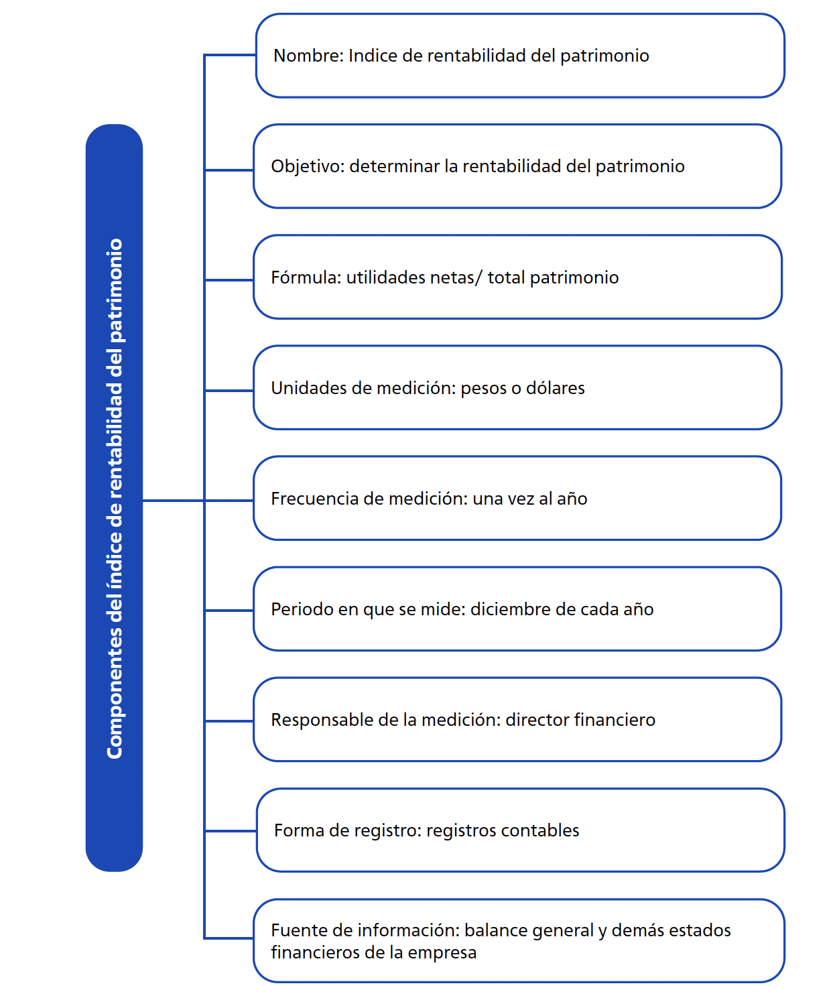 Componentes del índice de rentabilidad del patrimonio
Nombre: Indice de rentabilidad del patrimonio
Objetivo: determinar la rentabilidad del patrimonio
Fórmula: utilidades netas/ total patrimonio
Unidades de medición: pesos o dólares
Frecuencia de medición: una vez al año
Periodo en que se mide: diciembre de cada año
Responsable de la medición: director financiero
Forma de registro: registros contables
Fuente de información: balance general y demás estados
financieros de la empresa